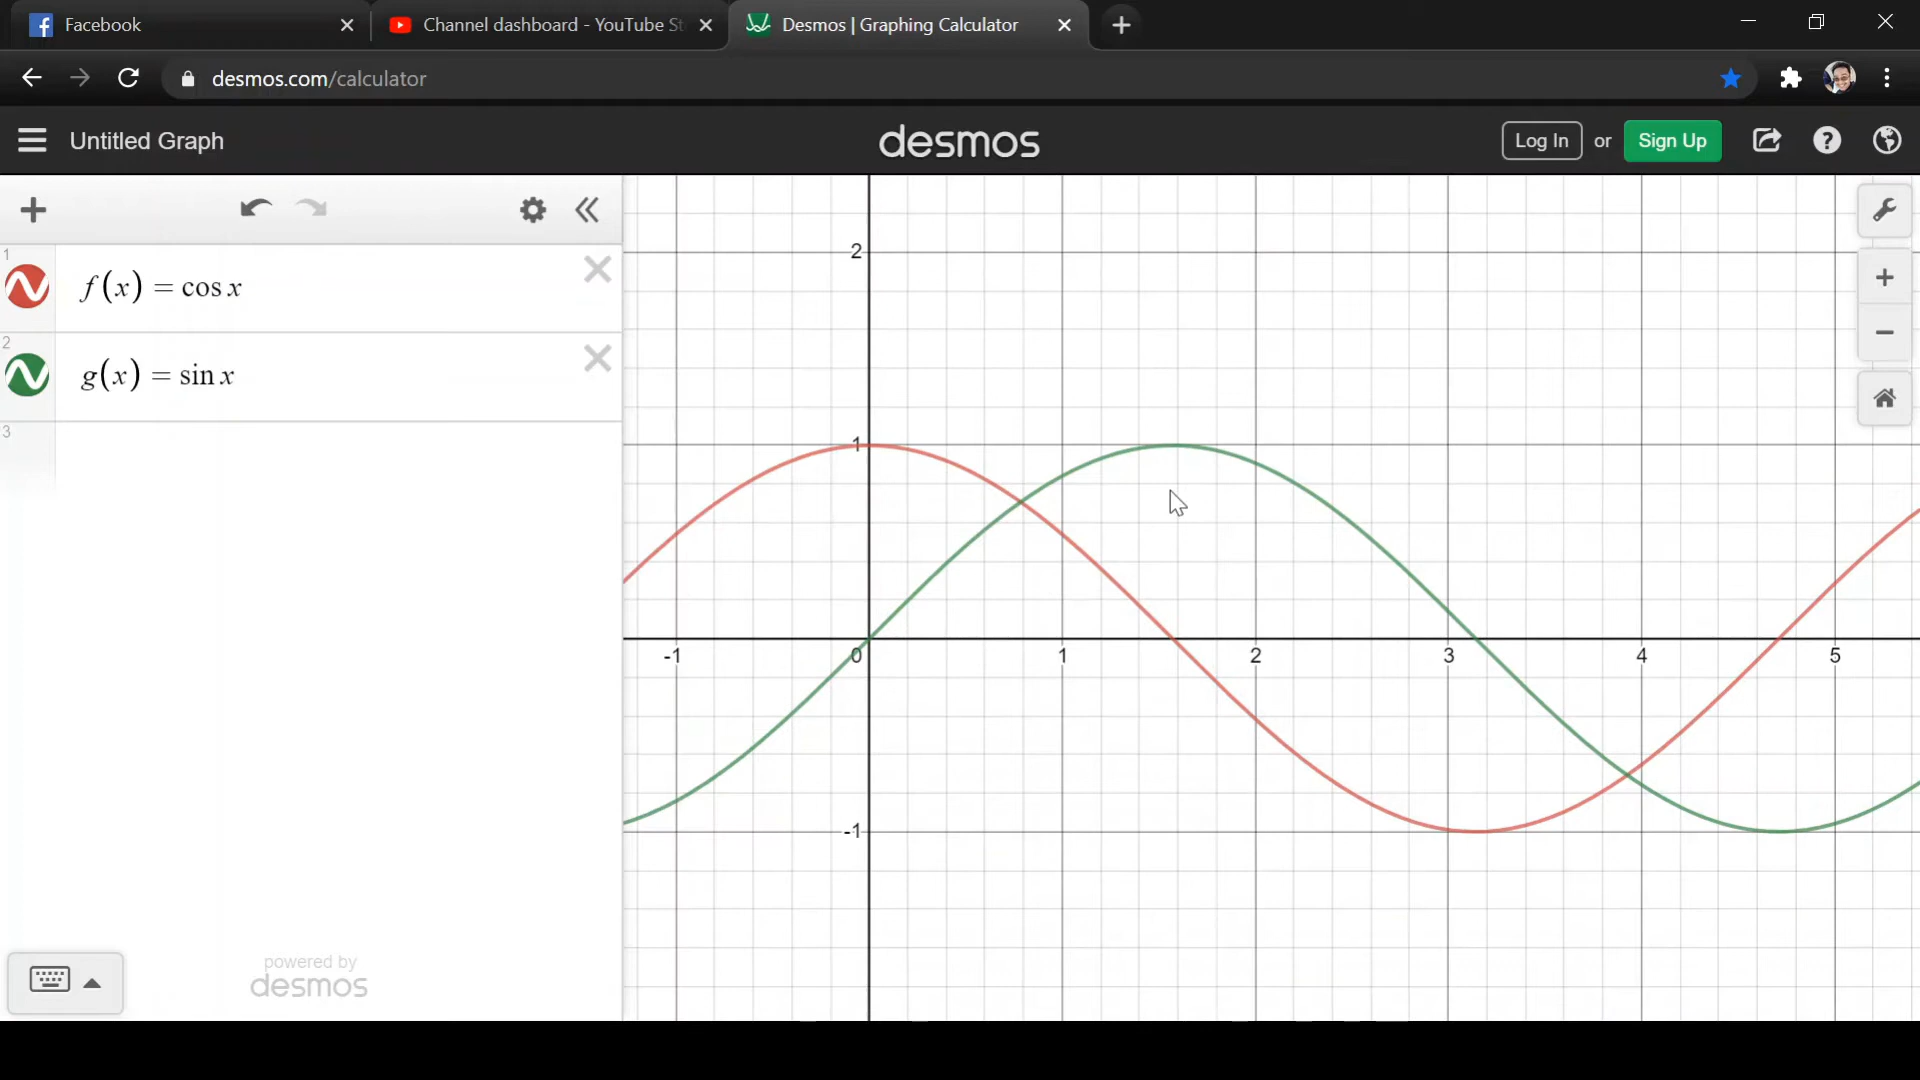 Facebook
Channel dashboard - YouTube St
Desmos | Graphing Calculator
desmos.com/calculator
Untitled Graph
desmos
Log In or Sign Up
1
f(x) = cos x
2
g(x) = sin x
3
powered by
desmos
2
1
-1 0 1 2 3 4 5
-1